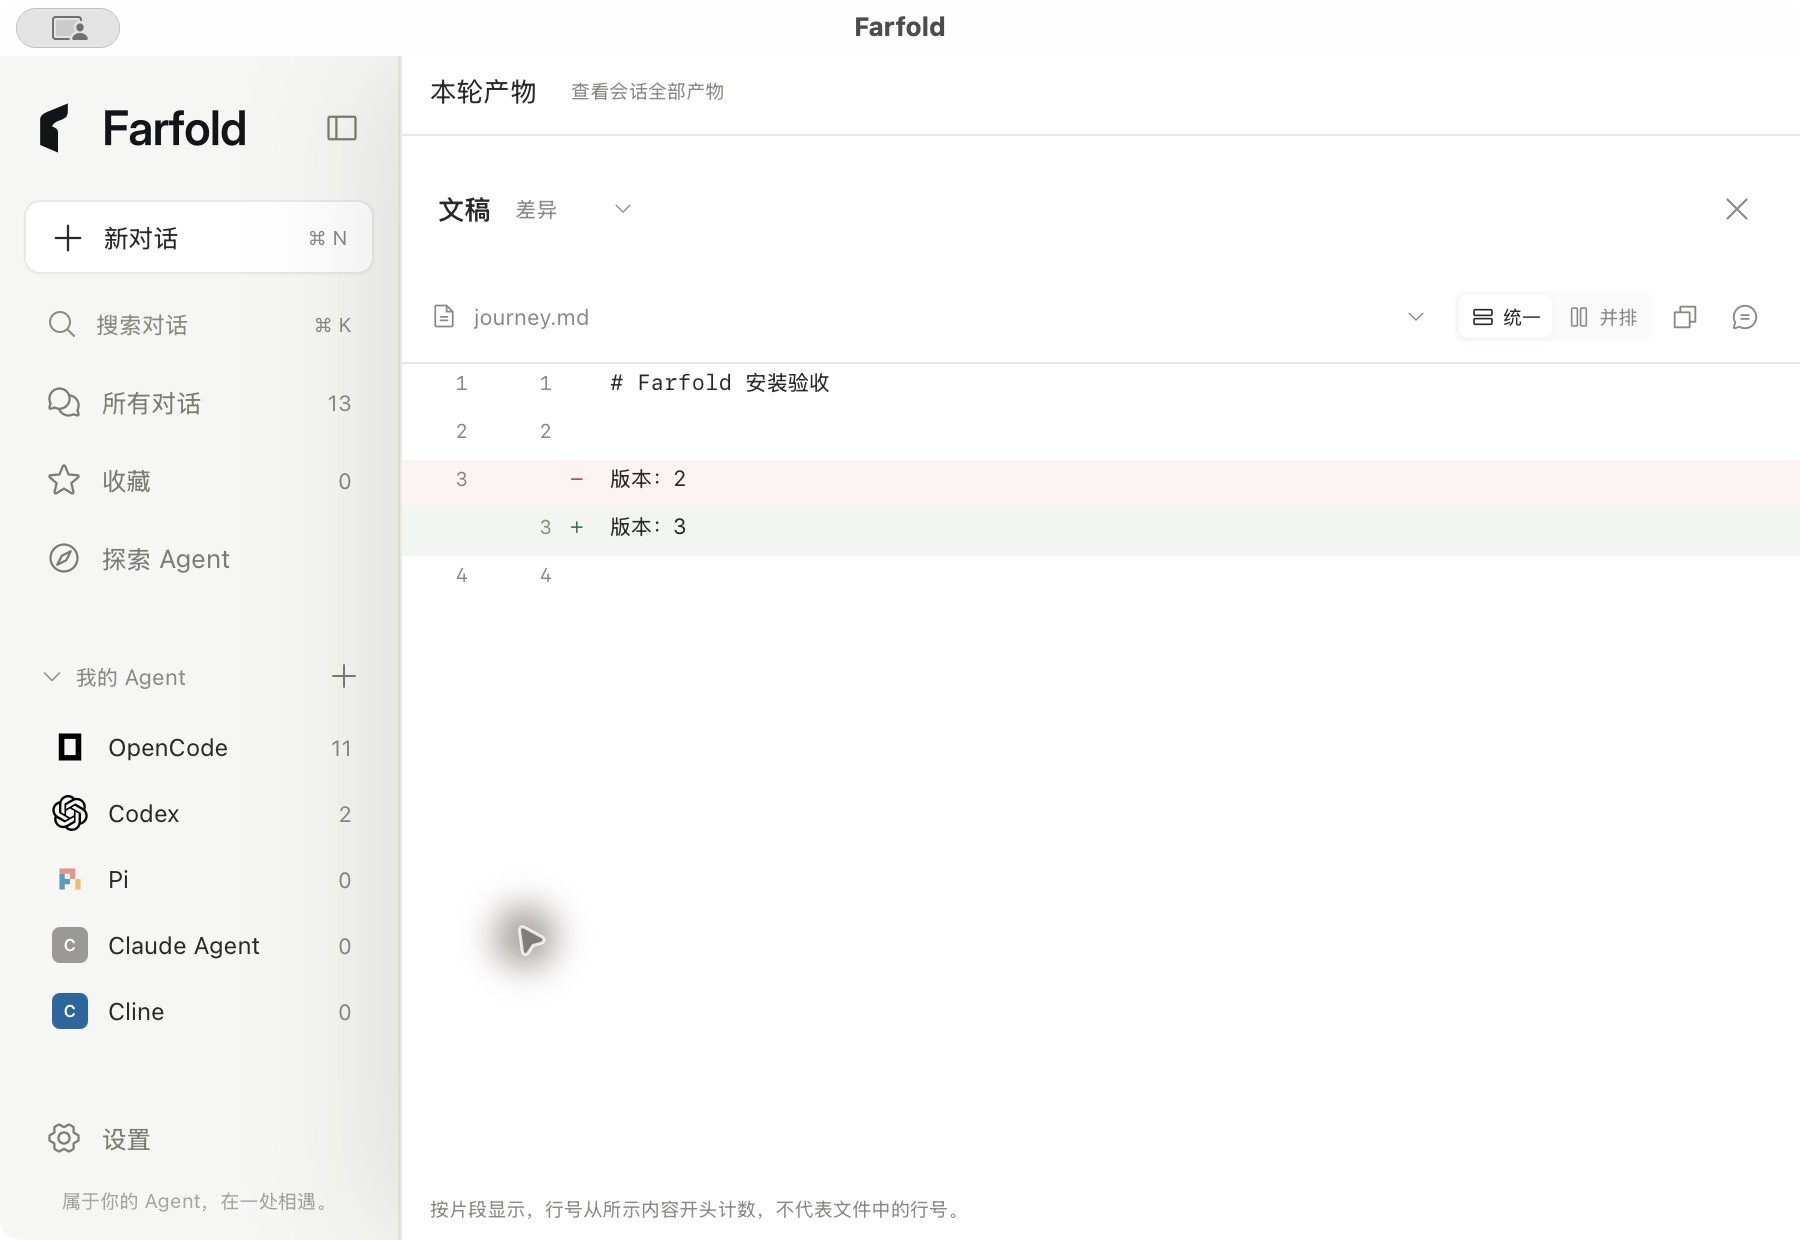 Farfold
Farfold
新对话 ⌘ N
搜索对话 ⌘ K
所有对话 13
收藏 0
探索 Agent
我的 Agent
OpenCode 11
Codex 2
Pi 0
C Claude Agent 0
C Cline 0
设置
属于你的 Agent，在一处相遇。
本轮产物 查看会话全部产物
文稿 差异
journey.md 统一 并排
1 1 # Farfold 安装验收
2 2
3 − 版本：2
3 + 版本：3
4 4
按片段显示，行号从所示内容开头计数，不代表文件中的行号。